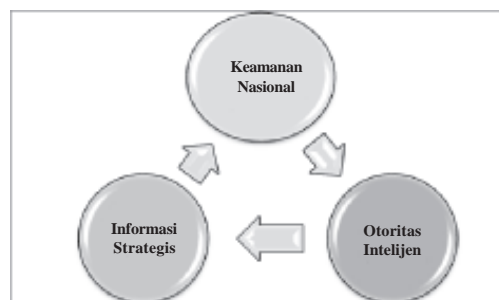 Keamanan
Nasional
Informasi
Strategis
Otoritas
Intelijen